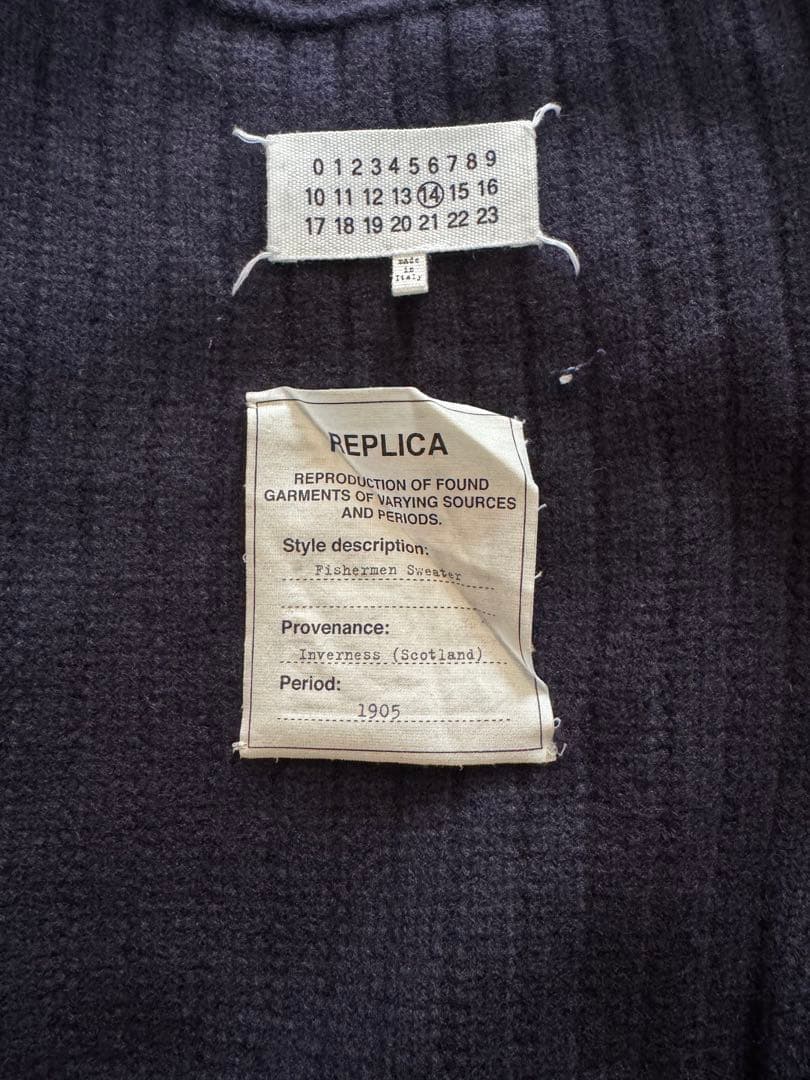 0 1 2 3 4 5 6 7 8 9
10 11 12 13 14 15 16
17 18 19 20 21 22 23
made
in
Italy
REPLICA
REPRODUCTION OF FOUND
GARMENTS OF VARYING SOURCES
AND PERIODS.
Style description:
Fishermen Sweater
Provenance:
Inverness (Scotland)
Period:
1905